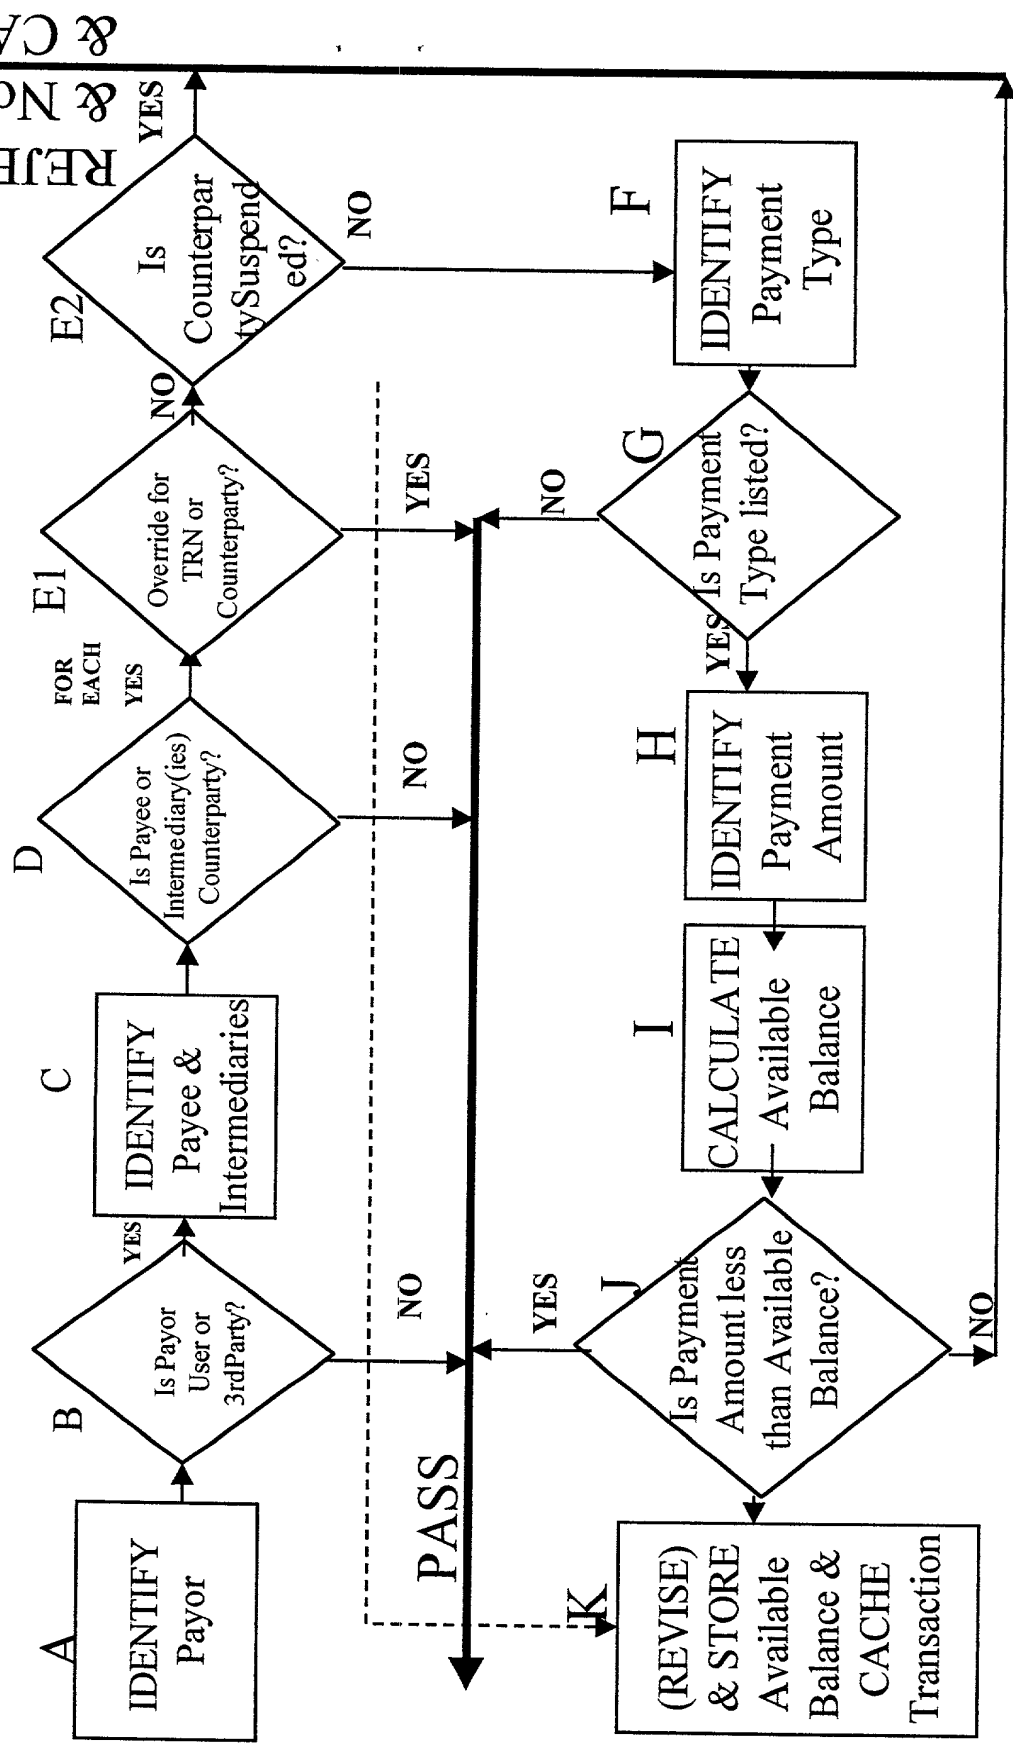 A
IDENTIFY
Payor
B
Is Payor
User or
3rdParty?
YES
NO
C
IDENTIFY
Payee &
Intermediaries
D
Is Payee or
Intermediary(ies)
Counterparty?
FOR
EACH
YES
NO
E1
Override for
TRN or
Counterparty?
NO
YES
E2
Is
Counterpar
tySuspend
ed?
YES
NO
REJE
& No
& CA
PASS
F
IDENTIFY
Payment
Type
G
Is Payment
Type listed?
NO
YES
H
IDENTIFY
Payment
Amount
I
CALCULATE
Available
Balance
J
Is Payment
Amount less
than Available
Balance?
YES
NO
K
(REVISE)
& STORE
Available
Balance &
CACHE
Transaction